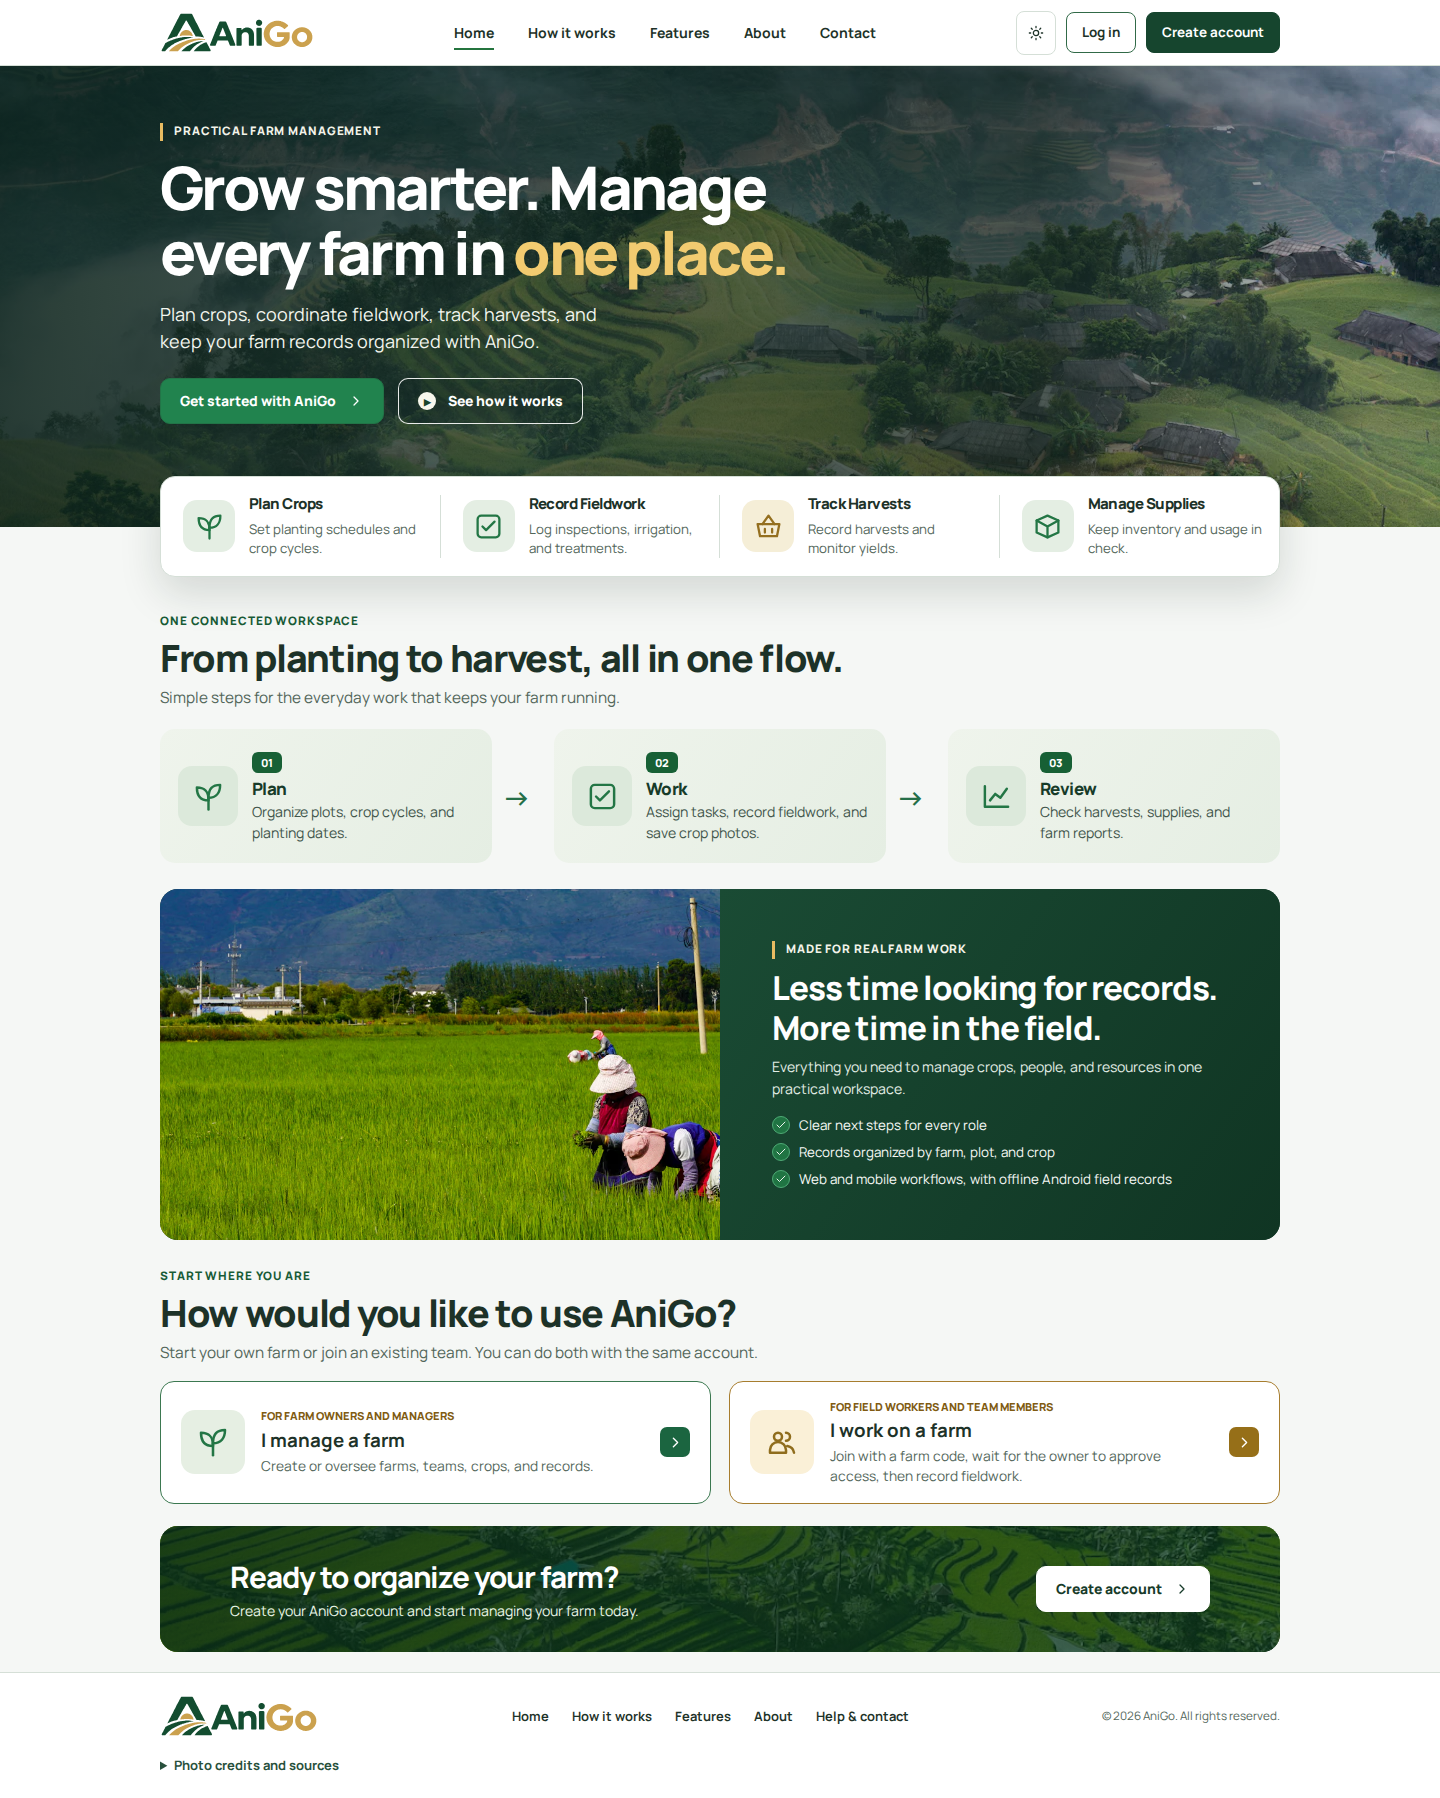 AniGo
Home
How it works
Features
About
Contact
Log in
Create account
PRACTICAL FARM MANAGEMENT
Grow smarter. Manage
every farm in one place.
Plan crops, coordinate fieldwork, track harvests, and
keep your farm records organized with AniGo.
Get started with AniGo
See how it works
Plan Crops
Set planting schedules and
crop cycles.
Record Fieldwork
Log inspections, irrigation,
and treatments.
Track Harvests
Record harvests and
monitor yields.
Manage Supplies
Keep inventory and usage in
check.
ONE CONNECTED WORKSPACE
From planting to harvest, all in one flow.
Simple steps for the everyday work that keeps your farm running.
01
Plan
Organize plots, crop cycles, and
planting dates.
02
Work
Assign tasks, record fieldwork, and
save crop photos.
03
Review
Check harvests, supplies, and
farm reports.
MADE FOR REAL FARM WORK
Less time looking for records.
More time in the field.
Everything you need to manage crops, people, and resources in one
practical workspace.
Clear next steps for every role
Records organized by farm, plot, and crop
Web and mobile workflows, with offline Android field records
START WHERE YOU ARE
How would you like to use AniGo?
Start your own farm or join an existing team. You can do both with the same account.
FOR FARM OWNERS AND MANAGERS
I manage a farm
Create or oversee farms, teams, crops, and records.
FOR FIELD WORKERS AND TEAM MEMBERS
I work on a farm
Join with a farm code, wait for the owner to approve
access, then record fieldwork.
Ready to organize your farm?
Create your AniGo account and start managing your farm today.
Create account
AniGo
Home
How it works
Features
About
Help & contact
© 2026 AniGo. All rights reserved.
Photo credits and sources